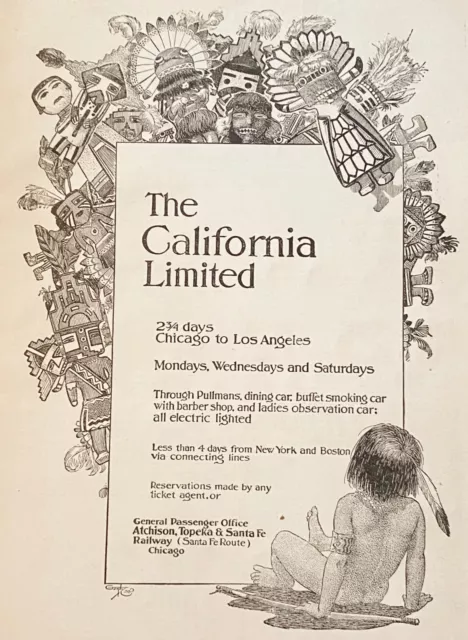 The
California
Limited
2¾ days
Chicago to Los Angeles
Mondays, Wednesdays and Saturdays
Through Pullmans, dining car, buffet smoking car
with barber shop, and ladies observation car;
all electric lighted
Less than 4 days from New York and Boston
via connecting lines
Reservations made by any
ticket agent, or
General Passenger Office
Atchison, Topeka & Santa Fe
Railway (Santa Fe Route)
Chicago